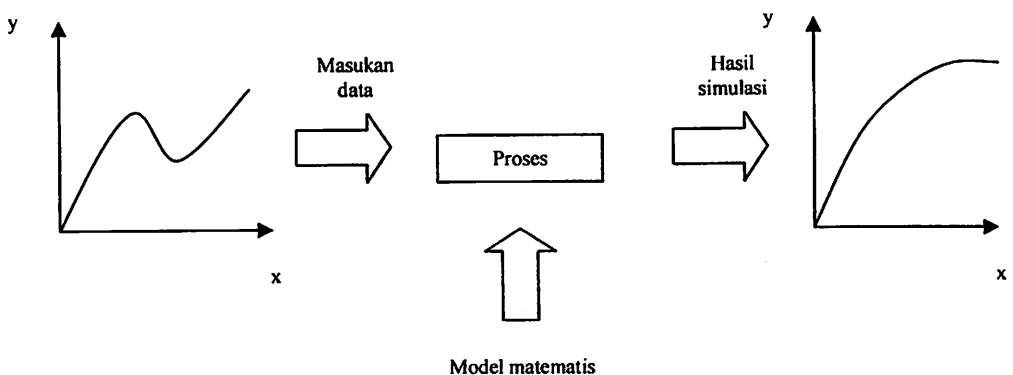 y
Masukan
data
x
Proses
Model matematis
Hasil
simulasi
y
x